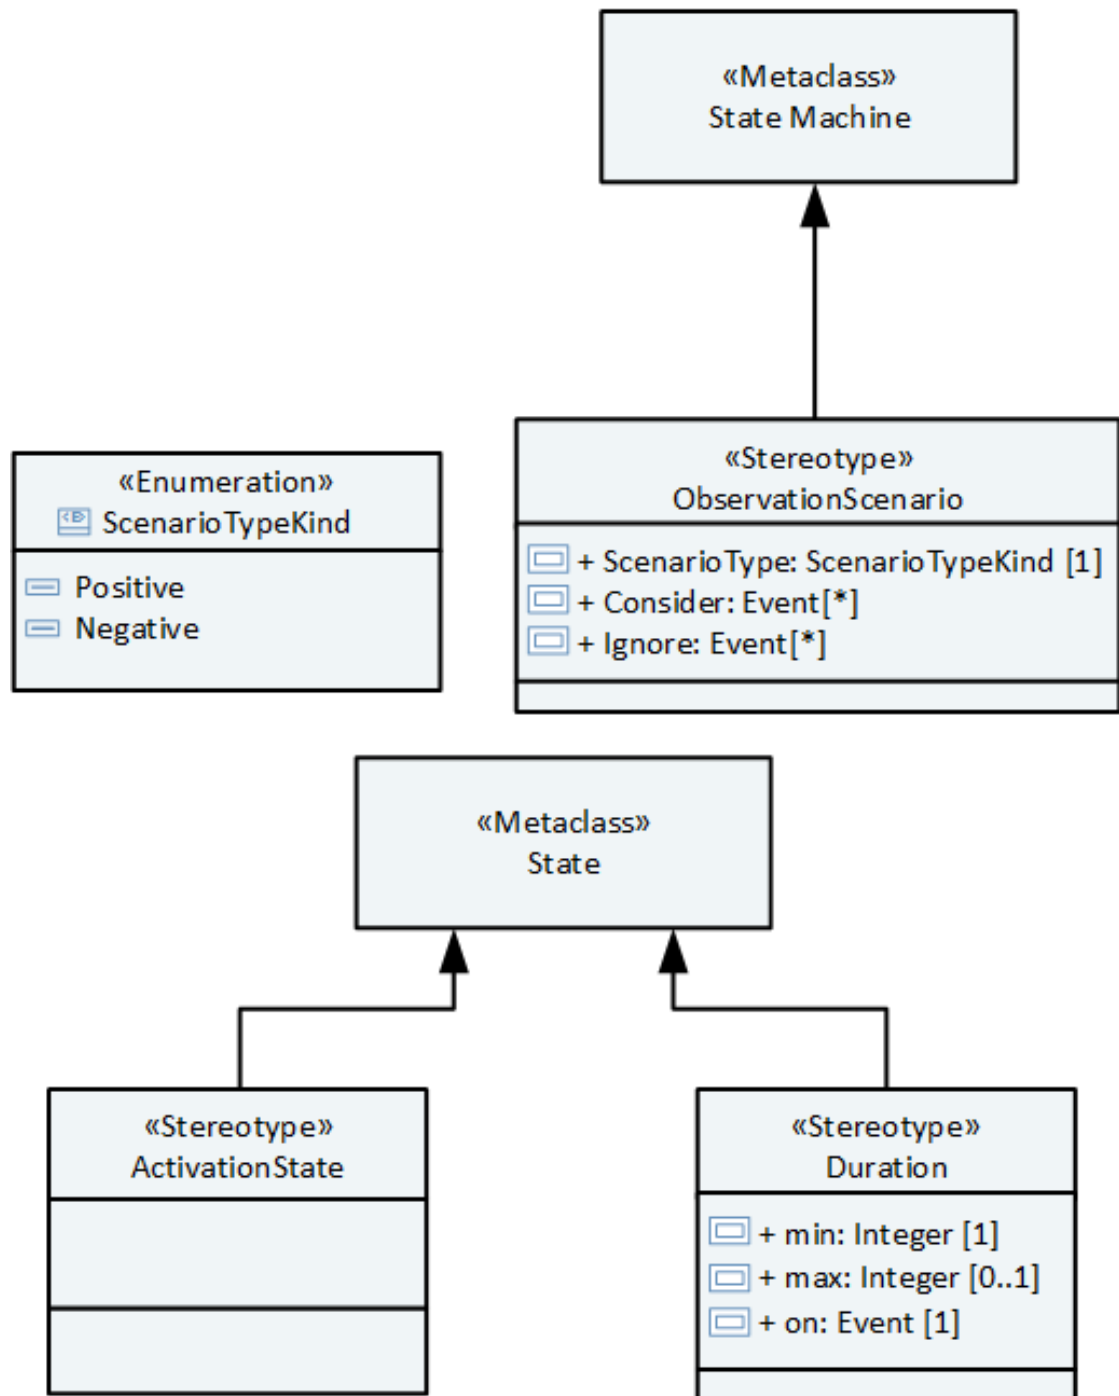 «Metaclass»
State Machine
«Enumeration»
ScenarioTypeKind
Positive
Negative
«Stereotype»
ObservationScenario
+ ScenarioType: ScenarioTypeKind [1]
+ Consider: Event[*]
+ Ignore: Event[*]
«Metaclass»
State
«Stereotype»
ActivationState
«Stereotype»
Duration
+ min: Integer [1]
+ max: Integer [0..1]
+ on: Event [1]